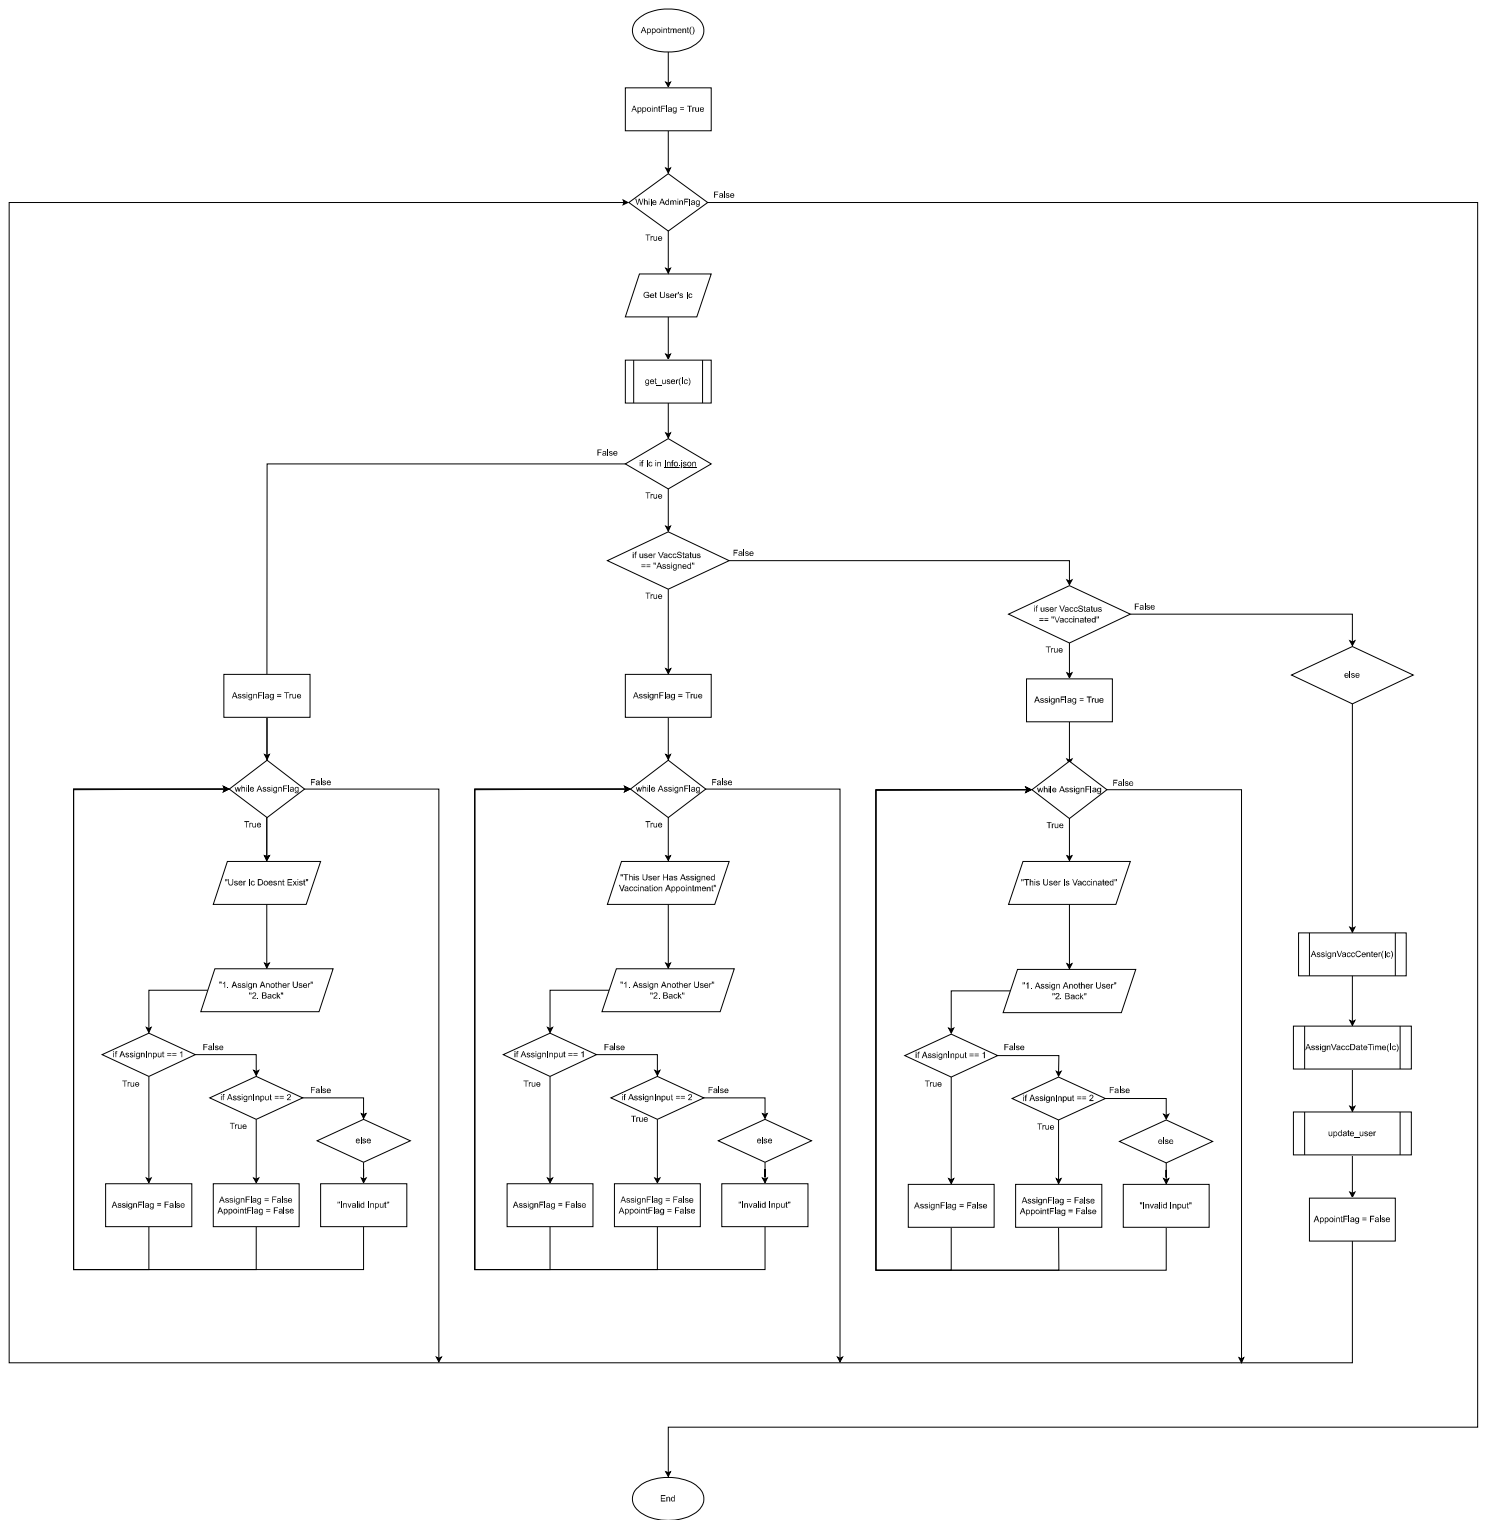 Appointment()
AppointFlag = True
While AdminFlag
False
True
Get User's Ic
get_user(Ic)
if Ic in Info.json
False
True
if user VaccStatus
== "Assigned"
False
True
if user VaccStatus
== "Vaccinated"
False
True
else
AssignFlag = True
AssignFlag = True
AssignFlag = True
while AssignFlag
False
True
while AssignFlag
False
True
while AssignFlag
False
True
"User Ic Doesnt Exist"
"This User Has Assigned
Vaccination Appointment"
"This User Is Vaccinated"
AssignVaccCenter(Ic)
"1. Assign Another User"
"2. Back"
"1. Assign Another User"
"2. Back"
"1. Assign Another User"
"2. Back"
AssignVaccDateTime(Ic)
if AssignInput == 1
False
True
if AssignInput == 2
False
True
else
if AssignInput == 1
False
True
if AssignInput == 2
False
True
else
if AssignInput == 1
False
True
if AssignInput == 2
False
True
else
update_user
AssignFlag = False
AssignFlag = False
AppointFlag = False
"Invalid Input"
AssignFlag = False
AssignFlag = False
AppointFlag = False
"Invalid Input"
AssignFlag = False
AssignFlag = False
AppointFlag = False
"Invalid Input"
AppointFlag = False
End